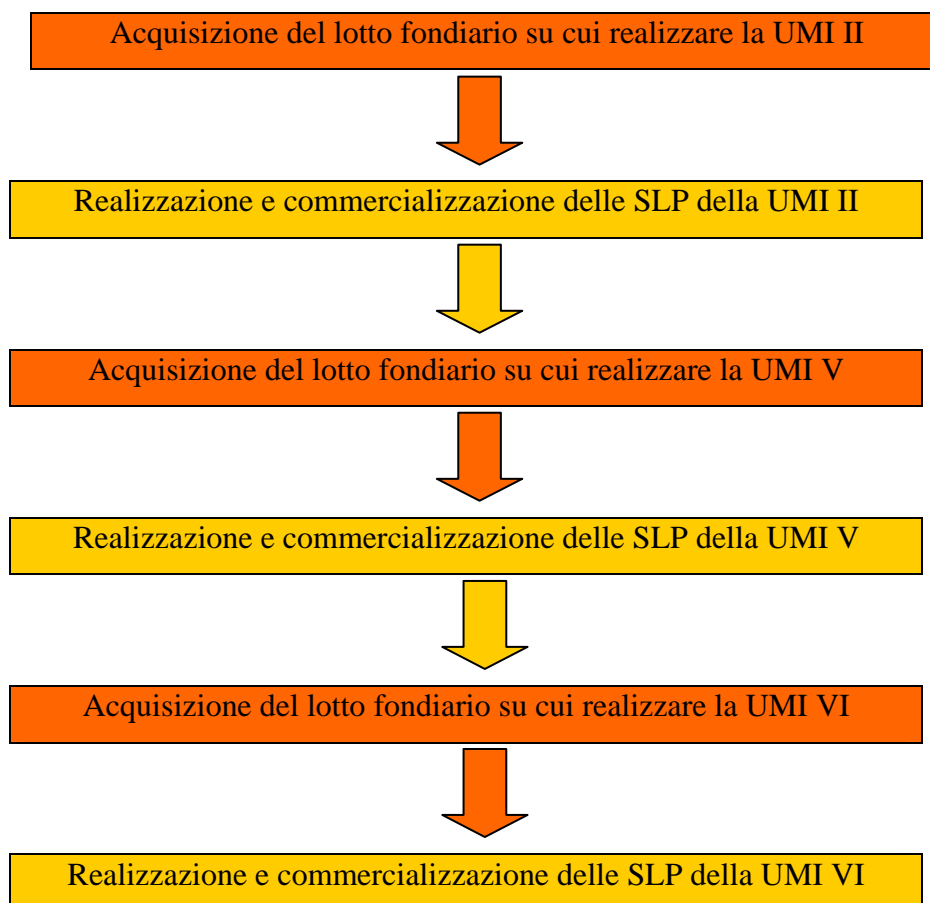 Acquisizione del lotto fondiario su cui realizzare la UMI II
Realizzazione e commercializzazione delle SLP della UMI II
Acquisizione del lotto fondiario su cui realizzare la UMI V
Realizzazione e commercializzazione delle SLP della UMI V
Acquisizione del lotto fondiario su cui realizzare la UMI VI
Realizzazione e commercializzazione delle SLP della UMI VI